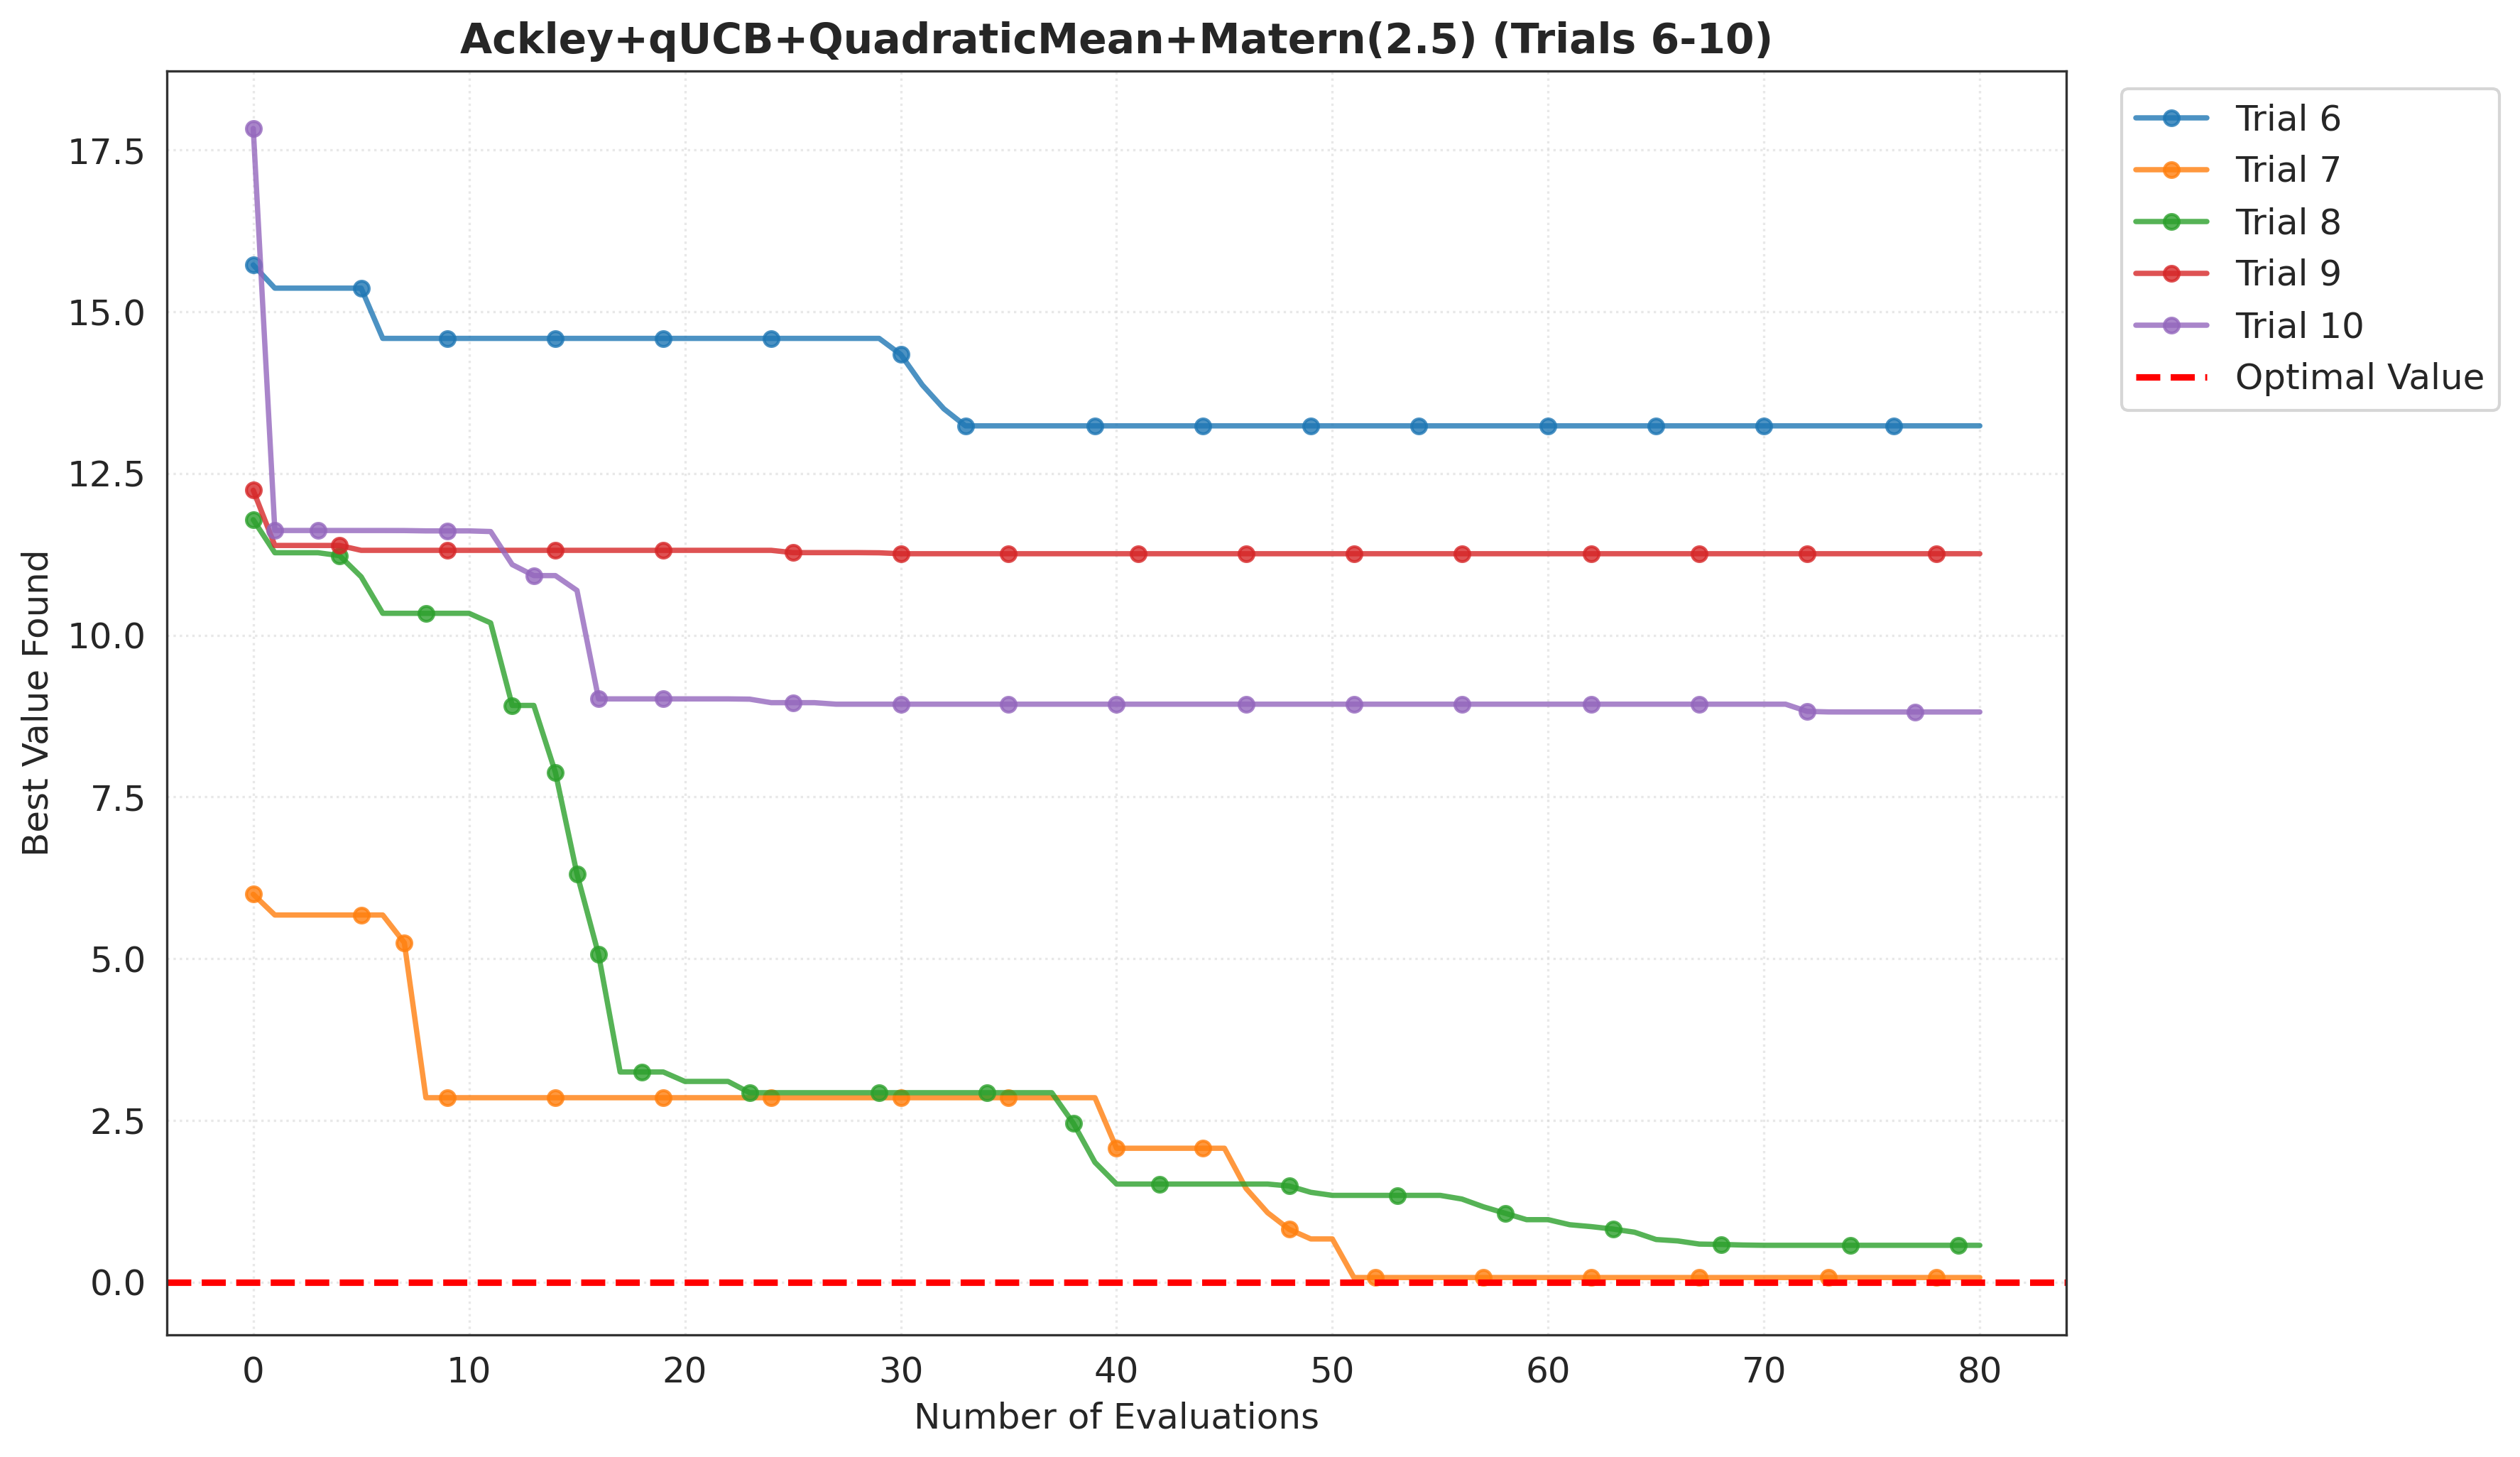 Ackley+qUCB+QuadraticMean+Matern(2.5) (Trials 6-10)
Best Value Found
17.5
15.0
12.5
10.0
7.5
5.0
2.5
0.0
0 10 20 30 40 50 60 70 80
Number of Evaluations
Trial 6
Trial 7
Trial 8
Trial 9
Trial 10
Optimal Value